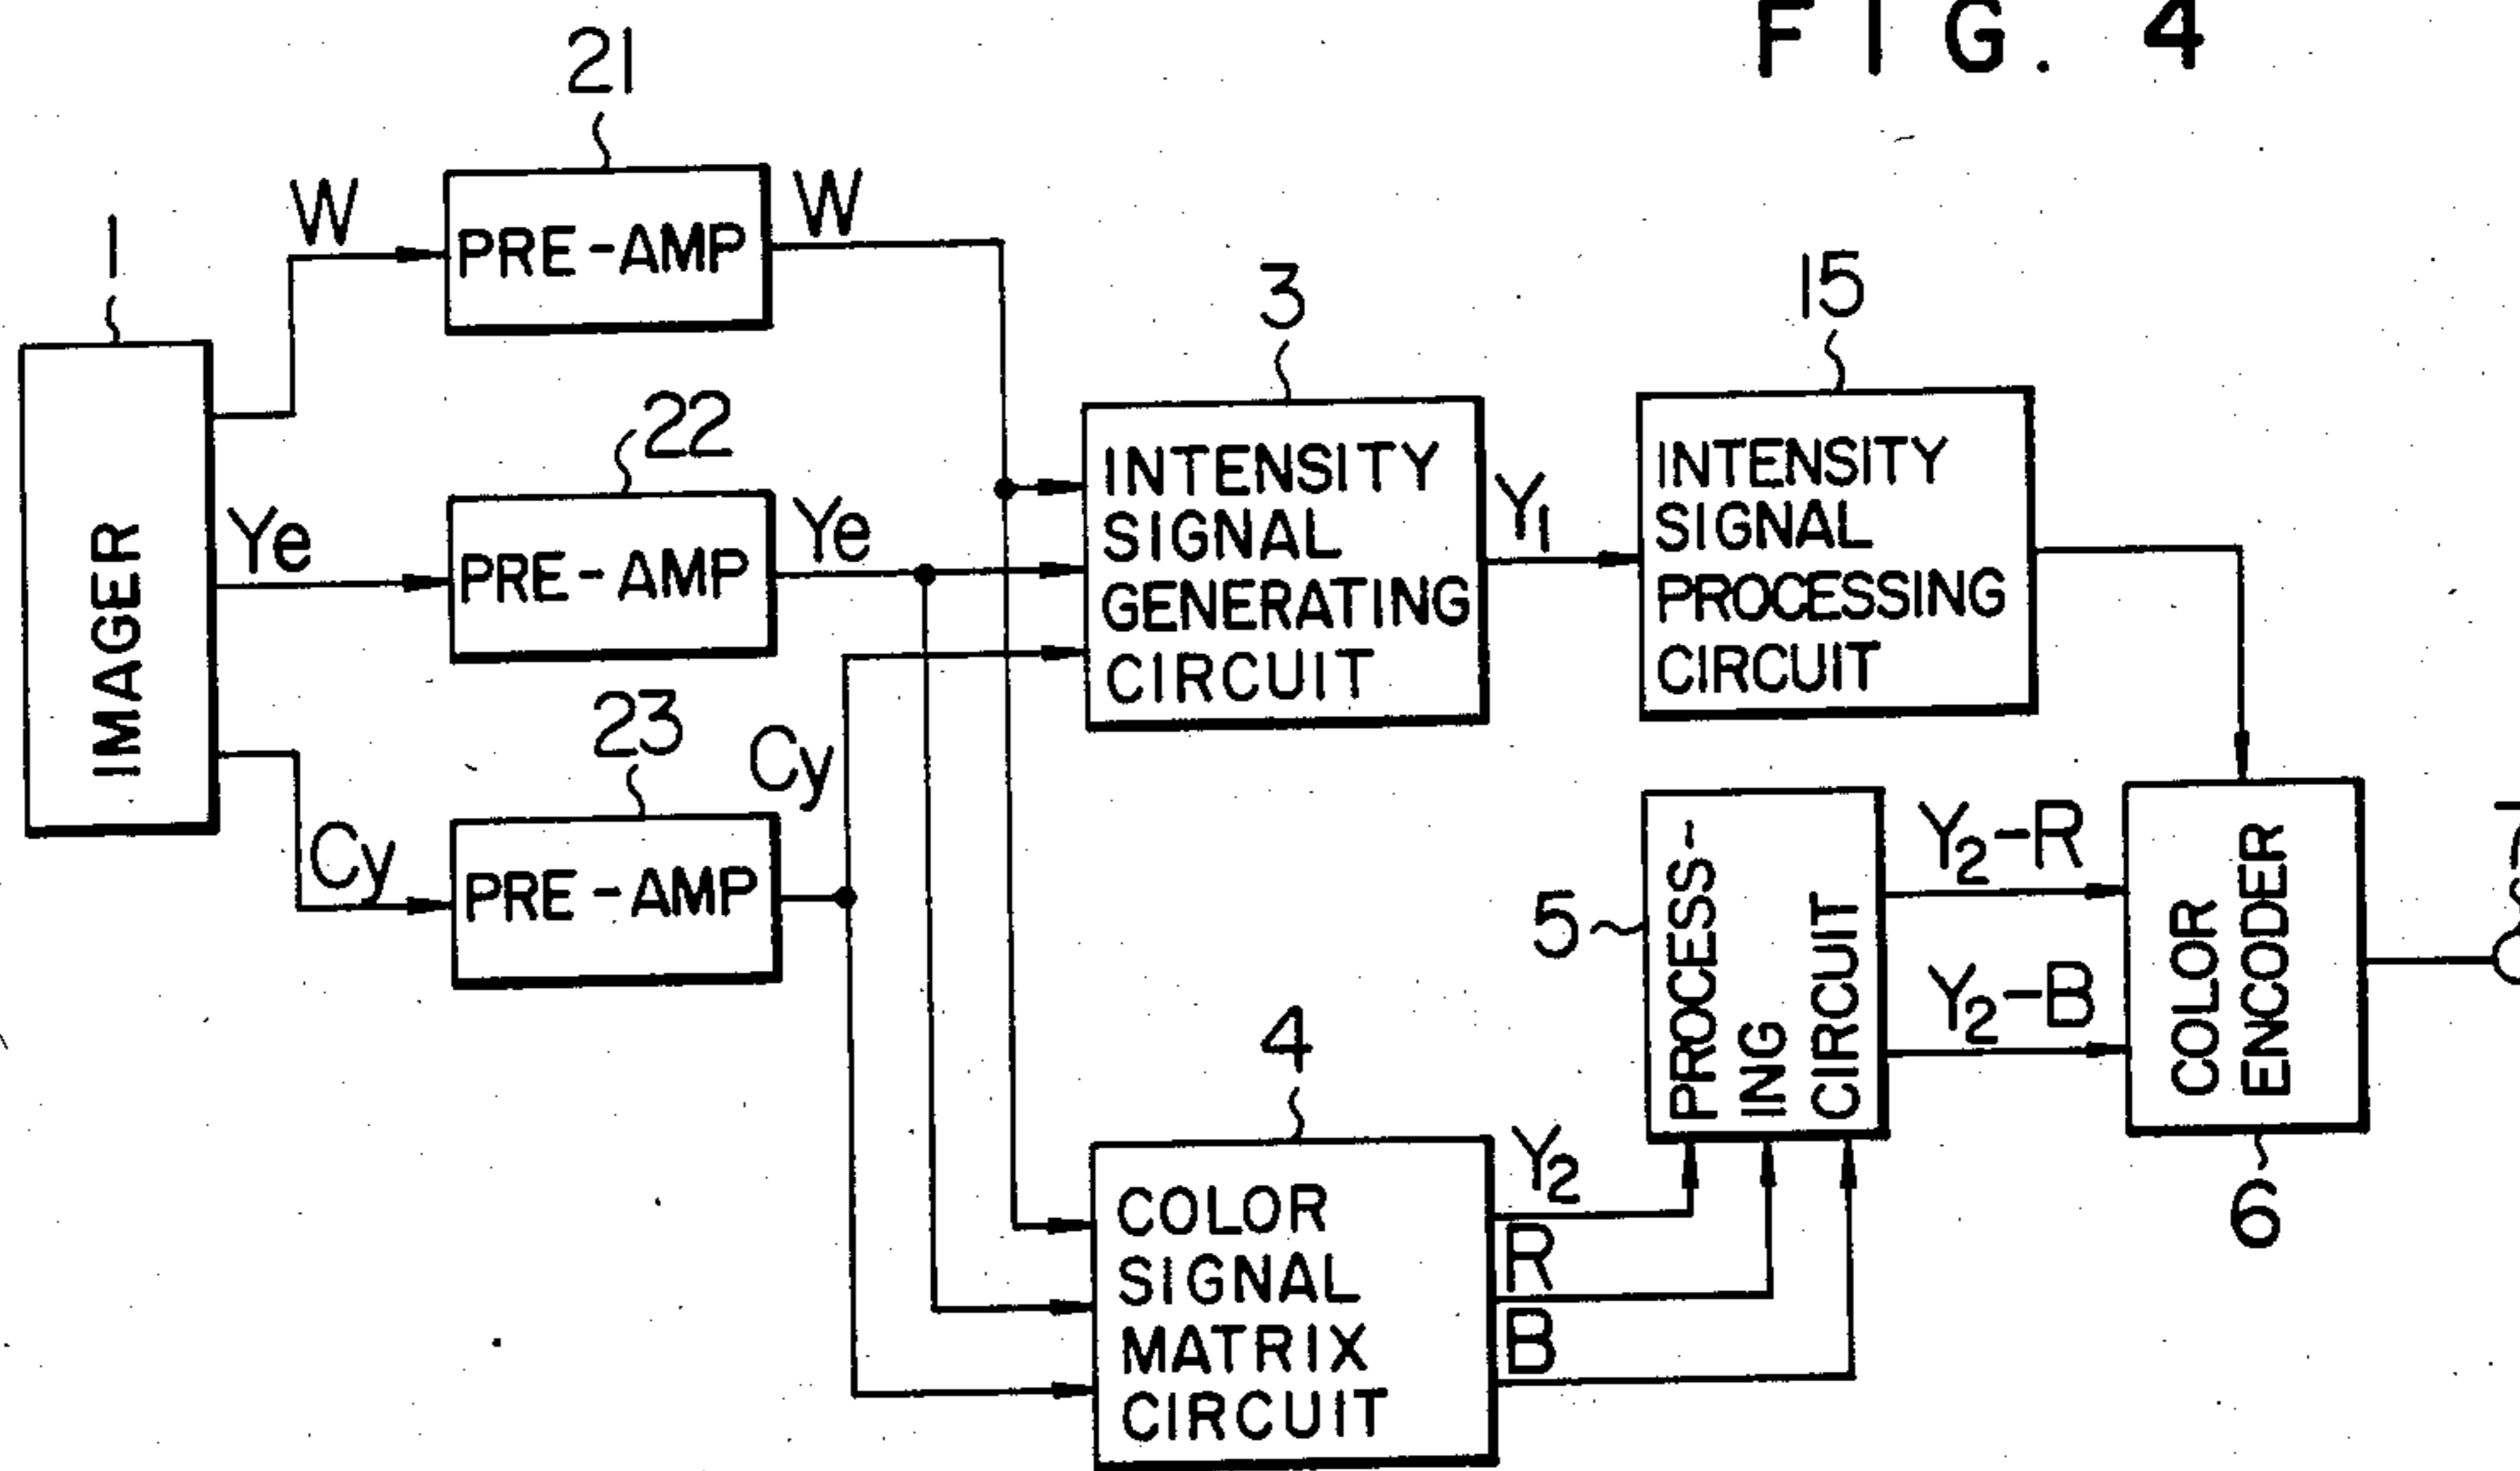 FIG. 4
21
W
PRE-AMP
W
1
IMAGER
22
Ye
PRE-AMP
Ye
23
Cy
PRE-AMP
Cy
3
INTENSITY
SIGNAL
GENERATING
CIRCUIT
Y1
15
INTENSITY
SIGNAL
PROCESSING
CIRCUIT
4
COLOR
SIGNAL
MATRIX
CIRCUIT
Y2
R
B
5
PROCESS-
ING
CIRCUIT
Y2-R
Y2-B
COLOR
ENCODER
6